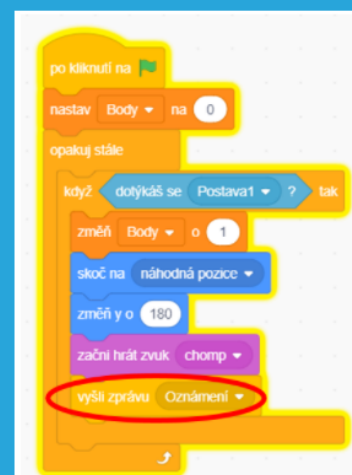 po kliknutí na
nastav Body na 0
opakuj stále
když dotýkáš se Postava1 ? tak
změň Body o 1
skoč na náhodná pozice
změň y o 180
začni hrát zvuk chomp
vyšli zprávu Oznámení